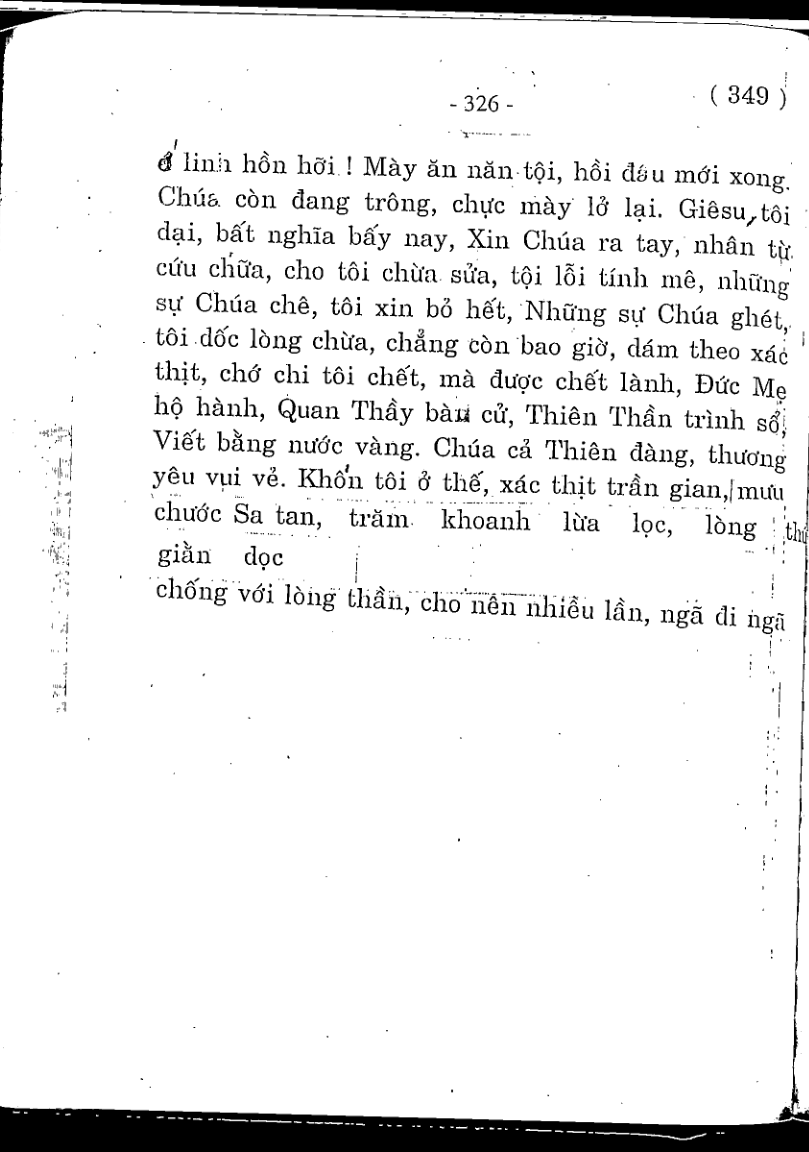 - 326 -
( 349 )
ớ linh hồn hỡi ! Mày ăn năn tội, hồi đầu mới xong.
Chúa còn đang trông, chực mày lở lại. Giêsu, tôi
dại, bất nghĩa bấy nay, Xin Chúa ra tay, nhân từ
cứu chữa, cho tôi chừa sửa, tội lỗi tính mê, những
sự Chúa chê, tôi xin bỏ hết, Những sự Chúa ghét,
tôi dốc lòng chừa, chẳng còn bao giờ, dám theo xác
thịt, chớ chi tôi chết, mà được chết lành, Đức Mẹ
hộ hành, Quan Thầy bàu cử, Thiên Thần trình sổ,
Viết bằng nước vàng. Chúa cả Thiên đàng, thương
yêu vụi vẻ. Khốn tôi ở thế, xác thịt trần gian, mưu
chước Sa tan, trăm khoanh lừa lọc, lòng
giằn dọc
chống với lòng thần, cho nên nhiều lần, ngã đi ngã